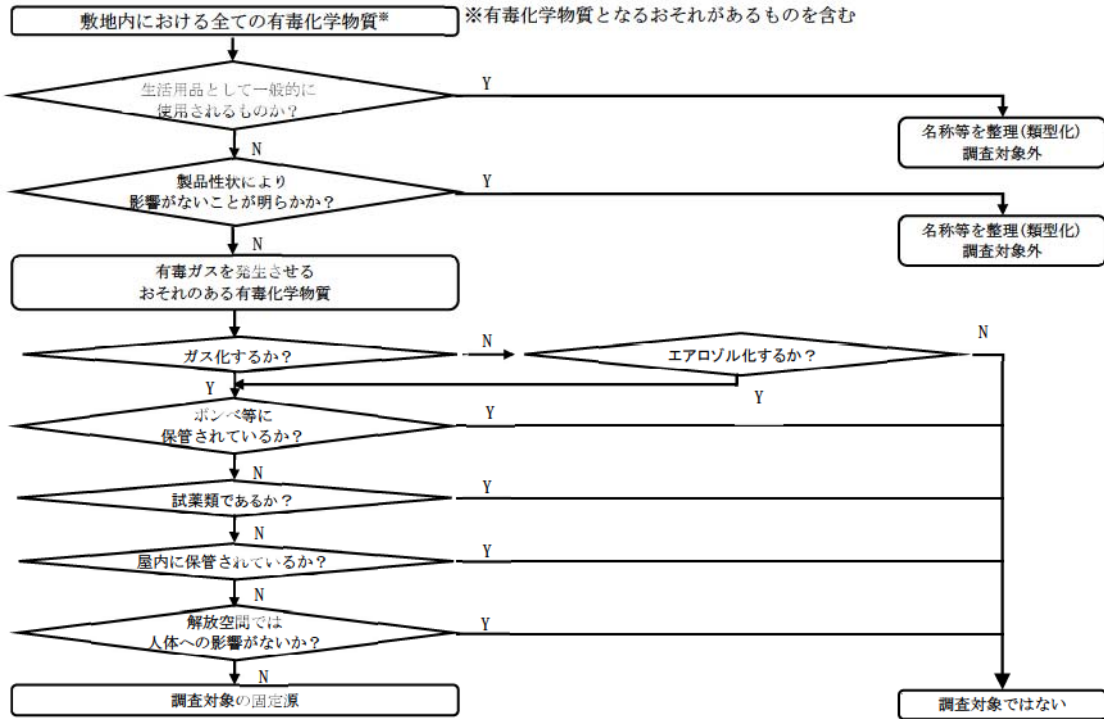 敷地内における全ての有毒化学物質※
※有毒化学物質となるおそれがあるものを含む
生活用品として一般的に
使用されるものか？
Y
名称等を整理(類型化)
調査対象外
N
製品性状により
影響がないことが明らかか？
Y
名称等を整理(類型化)
調査対象外
N
有毒ガスを発生させる
おそれのある有毒化学物質
ガス化するか？
N
エアロゾル化するか？
N
Y
Y
ボンベ等に
保管されているか？
Y
N
試薬類であるか？
Y
N
屋内に保管されているか？
Y
N
解放空間では
人体への影響がないか？
Y
N
調査対象の固定源
調査対象ではない